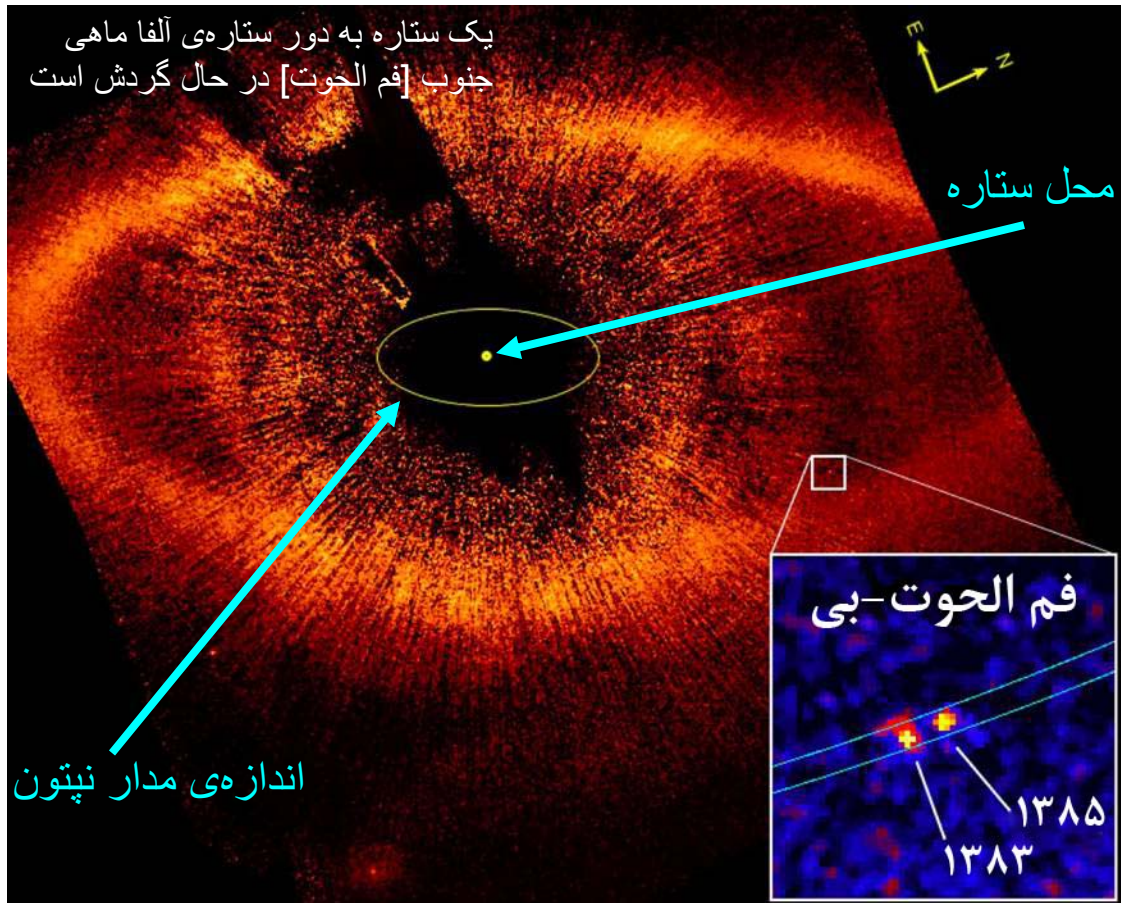 یک ستاره به دور ستاره‌ی آلفا ماهی
جنوب [فم الحوت] در حال گردش است
E
N
محل ستاره
فم الحوت-بی
اندازه‌ی مدار نپتون
۱۳۸۵
۱۳۸۳